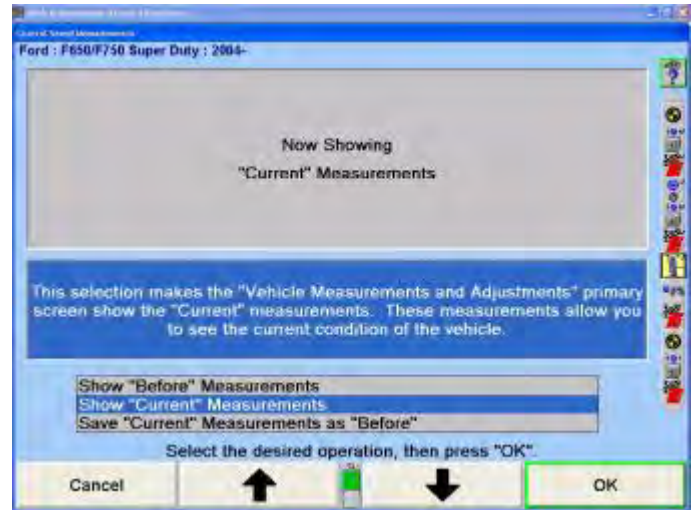 Ford : F650/F750 Super Duty : 2004-
Now Showing
"Current" Measurements
This selection makes the "Vehicle Measurements and Adjustments" primary
screen show the "Current" measurements. These measurements allow you
to see the current condition of the vehicle.
Show "Before" Measurements
Show "Current" Measurements
Save "Current" Measurements as "Before"
Select the desired operation, then press "OK".
Cancel
OK